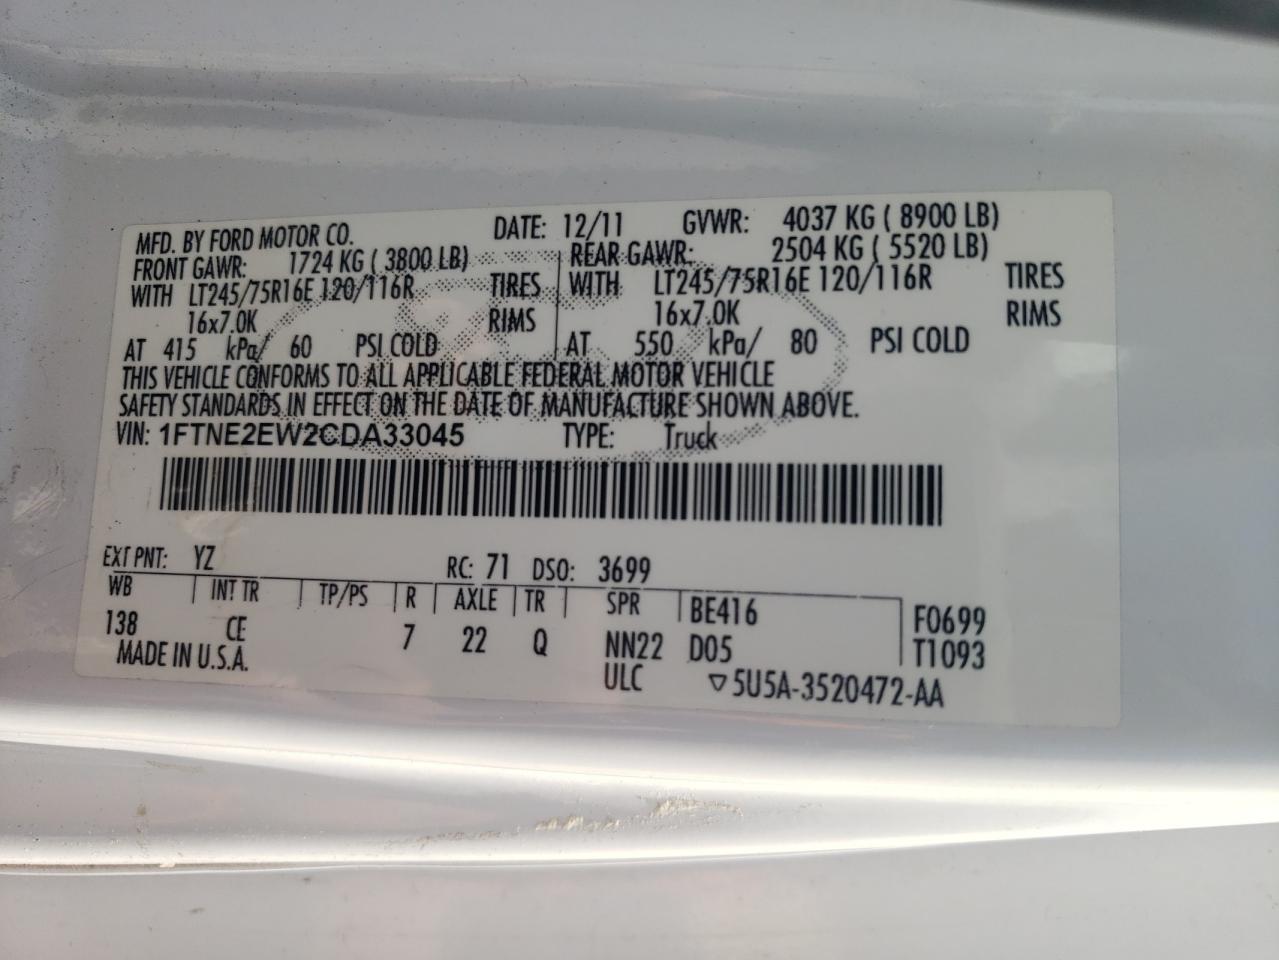 MFD. BY FORD MOTOR CO. DATE: 12/11 GVWR: 4037 KG ( 8900 LB)
FRONT GAWR: 1724 KG ( 3800 LB) REAR GAWR: 2504 KG ( 5520 LB)
WITH LT245/75R16E 120/116R TIRES WITH LT245/75R16E 120/116R TIRES
16x7.0K RIMS 16x7.0K RIMS
AT 415 kPa/ 60 PSI COLD AT 550 kPa/ 80 PSI COLD
THIS VEHICLE CONFORMS TO ALL APPLICABLE FEDERAL MOTOR VEHICLE
SAFETY STANDARDS IN EFFECT ON THE DATE OF MANUFACTURE SHOWN ABOVE.
VIN: 1FTNE2EW2CDA33045 TYPE: Truck
EXT PNT: YZ RC: 71 DSO: 3699
WB INT TR TP/PS R AXLE TR SPR BE416 F0699
138 CE 7 22 Q NN22 D05 T1093
MADE IN U.S.A. ULC ▽5U5A-3520472-AA